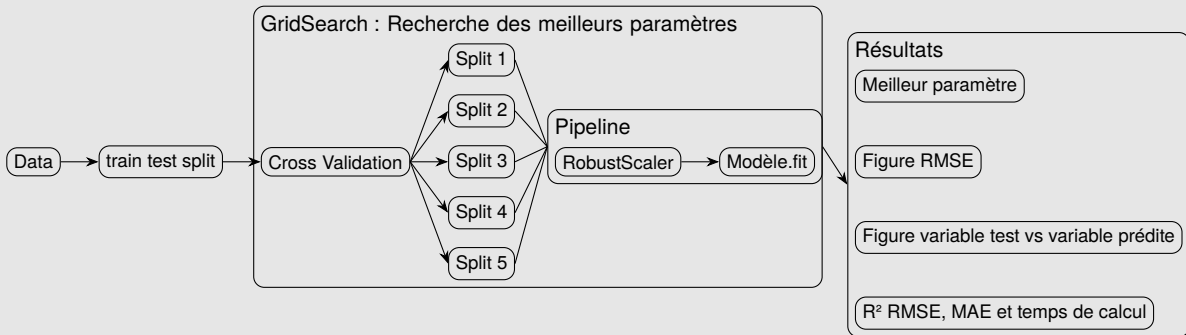 GridSearch : Recherche des meilleurs paramètres
Data
train test split
Cross Validation
Split 1
Split 2
Split 3
Split 4
Split 5
Pipeline
RobustScaler
Modèle.fit
Résultats
Meilleur paramètre
Figure RMSE
Figure variable test vs variable prédite
R² RMSE, MAE et temps de calcul